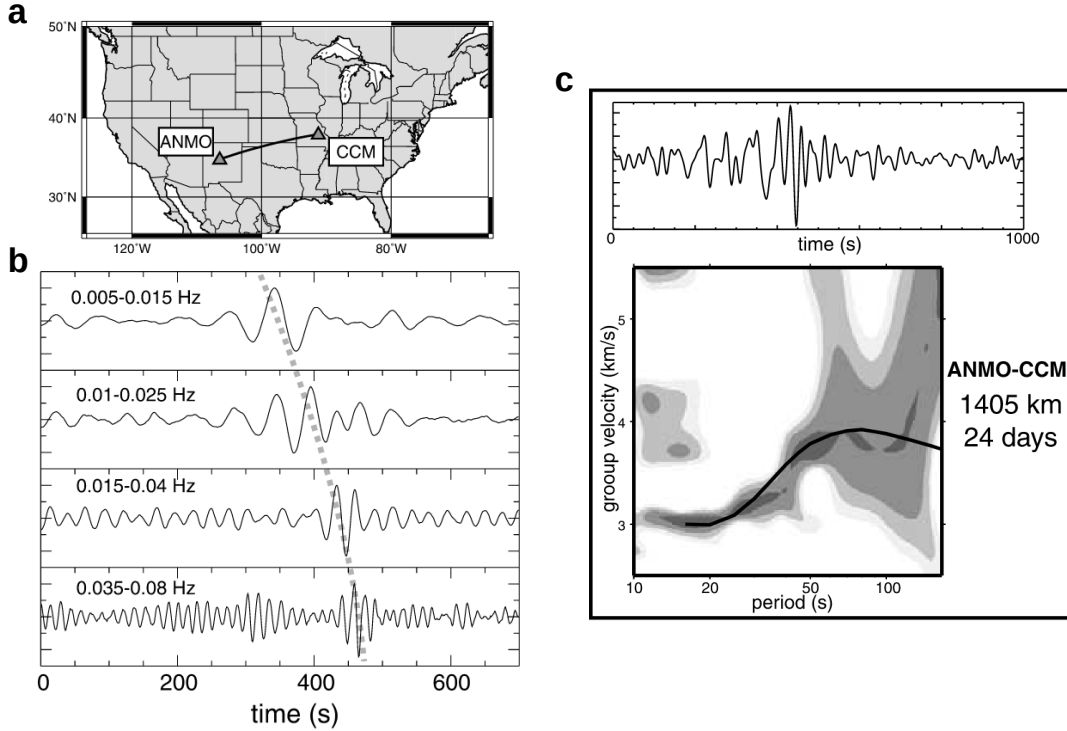 a
50°N
40°N
30°N
120°W 100°W 80°W
ANMO
CCM
b
0.005-0.015 Hz
0.01-0.025 Hz
0.015-0.04 Hz
0.035-0.08 Hz
0 200 400 600
time (s)
c
0 time (s) 1000
grooup velocity (km/s)
5
4
3
10 20 50 100
period (s)
ANMO-CCM
1405 km
24 days